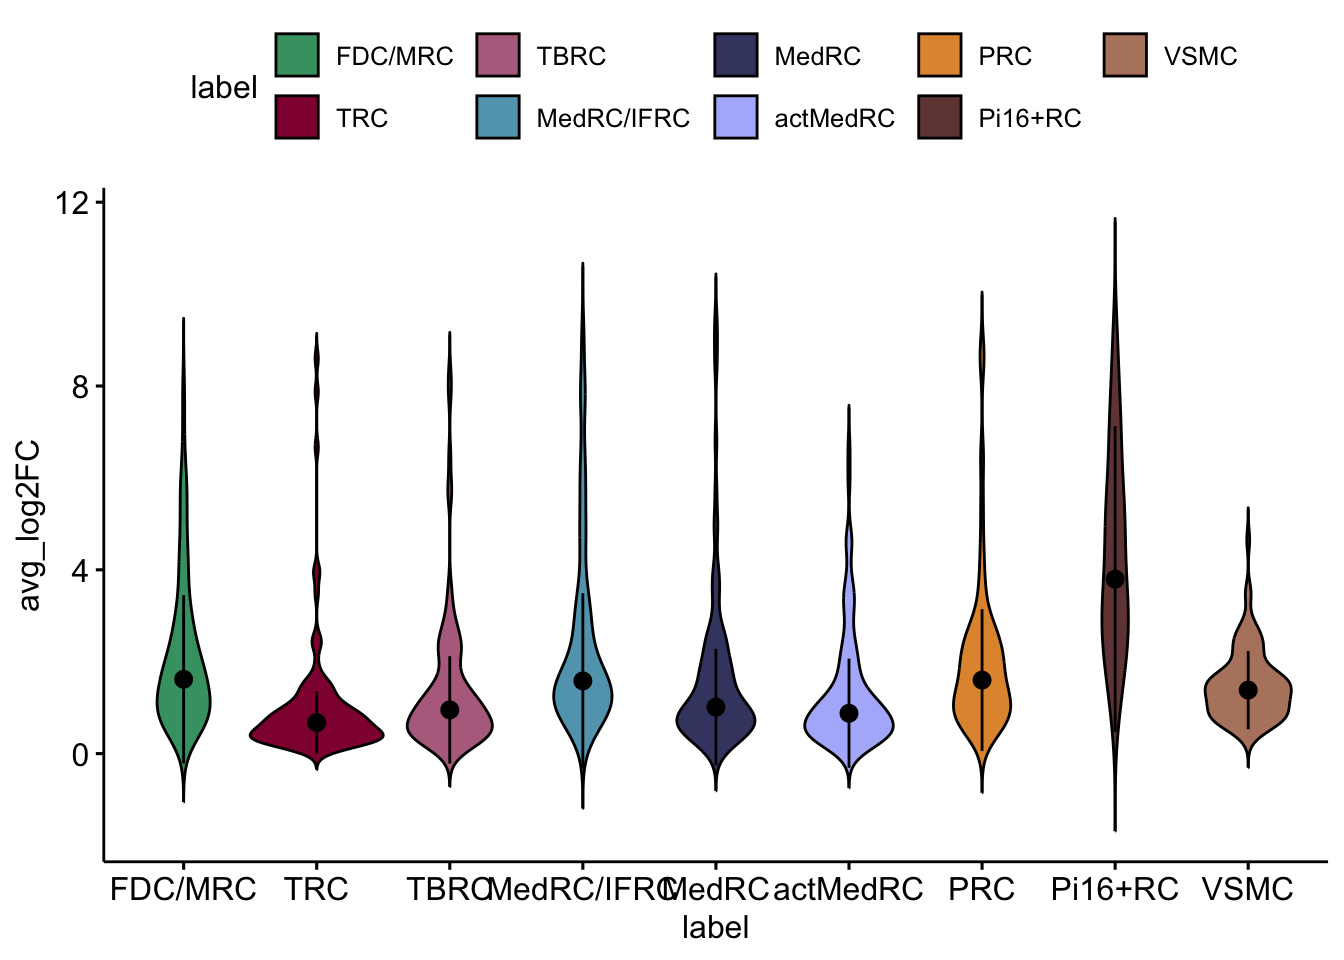 label
FDC/MRC TBRC MedRC PRC VSMC
TRC MedRC/IFRC actMedRC Pi16+RC
12
8
4
0
avg_log2FC
FDC/MRC TRC TBRC MedRC/IFRC MedRC actMedRC PRC Pi16+RC VSMC
label